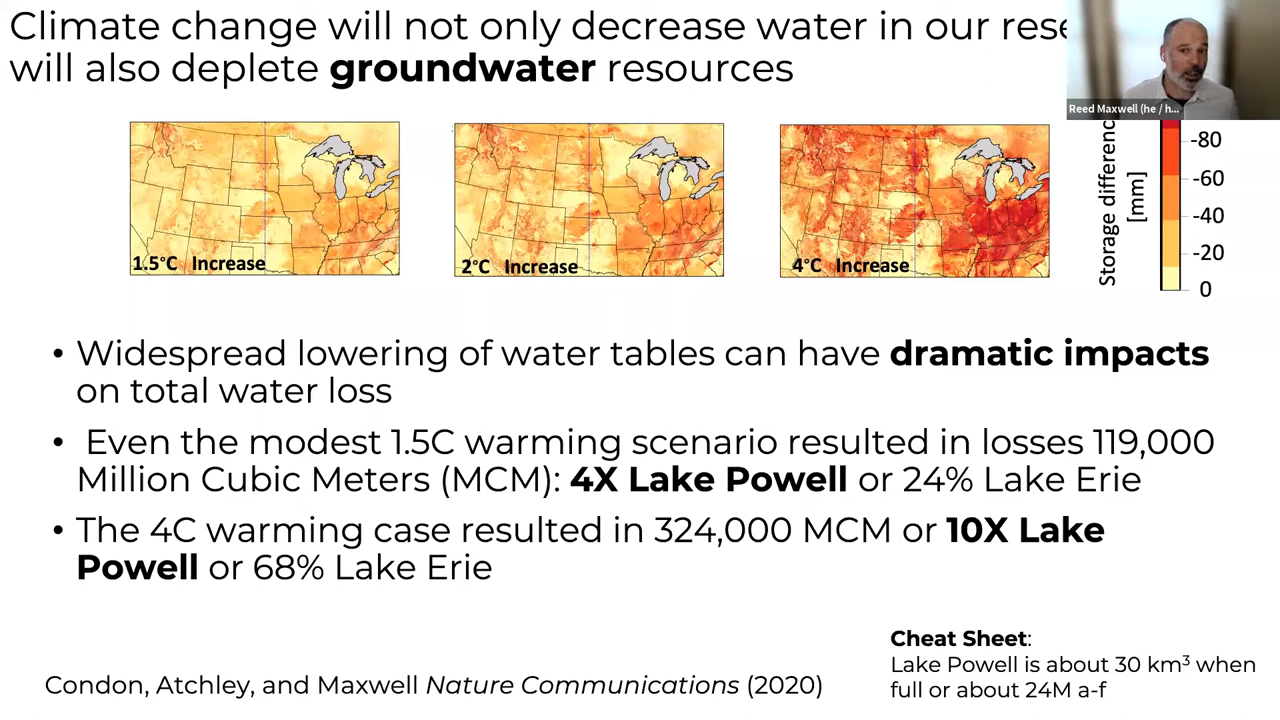 Climate change will not only decrease water in our rese
will also deplete groundwater resources
Reed Maxwell (he / h...
1.5°C Increase
2°C Increase
4°C Increase
Storage differenc
[mm]
-80
-60
-40
-20
0
• Widespread lowering of water tables can have dramatic impacts
on total water loss
• Even the modest 1.5C warming scenario resulted in losses 119,000
Million Cubic Meters (MCM): 4X Lake Powell or 24% Lake Erie
• The 4C warming case resulted in 324,000 MCM or 10X Lake
Powell or 68% Lake Erie
Cheat Sheet:
Lake Powell is about 30 km³ when
full or about 24M a-f
Condon, Atchley, and Maxwell Nature Communications (2020)